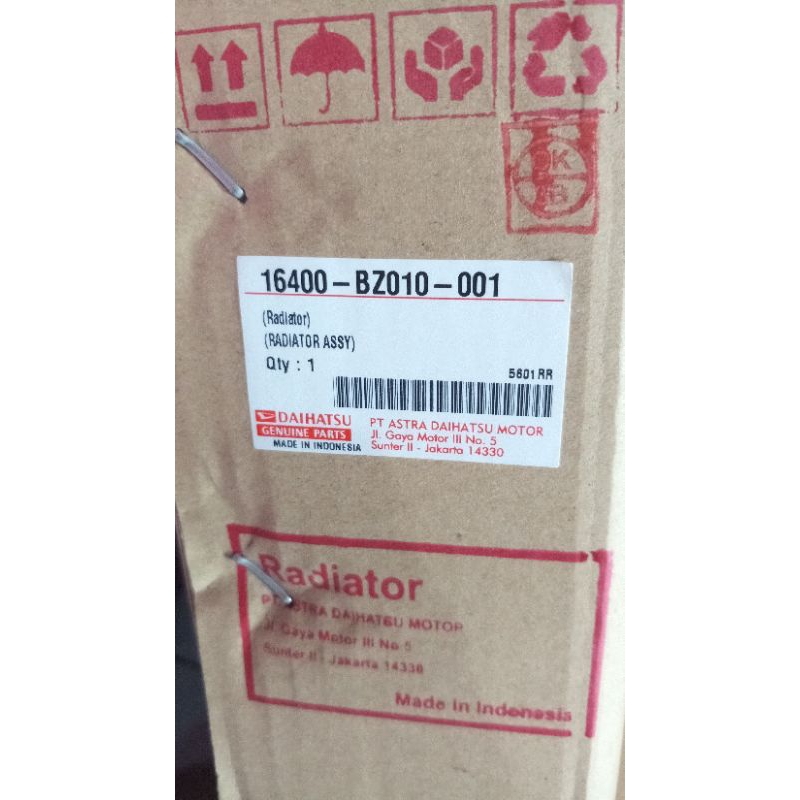 16400-BZ010-001
(Radiator)
(RADIATOR ASSY)
Qty : 1
5601RR
DAIHATSU
GENUINE PARTS
MADE IN INDONESIA
PT ASTRA DAIHATSU MOTOR
Jl. Gaya Motor III No. 5
Sunter II - Jakarta 14330
Radiator
PT ASTRA DAIHATSU MOTOR
Jl. Gaya Motor III No 5
Sunter II - Jakarta 14330
Made in Indonesia